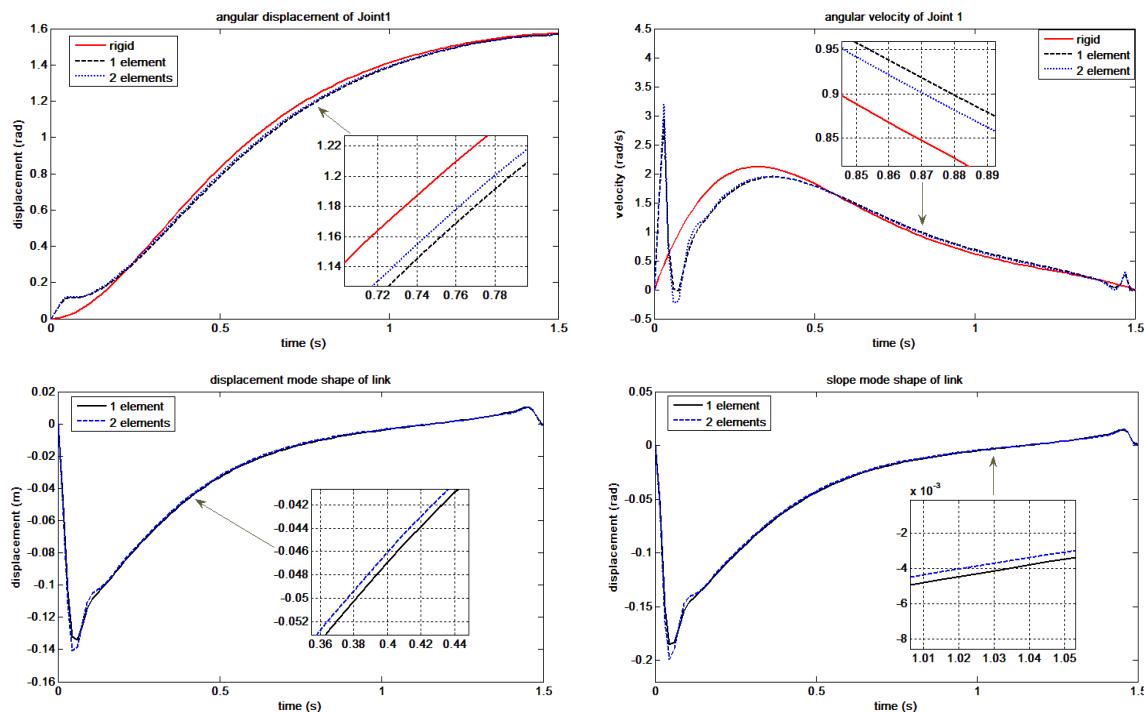 angular displacement of Joint1
1.6
1.4
1.2
1
0.8
0.6
0.4
0.2
0
displacement (rad)
rigid
1 element
2 elements
1.22
1.2
1.18
1.16
1.14
0.72 0.74 0.76 0.78
0 0.5 1 1.5
time (s)
angular velocity of Joint 1
4.5
4
3.5
3
2.5
2
1.5
1
0.5
0
-0.5
velocity (rad/s)
rigid
1 element
2 element
0.95
0.9
0.85
0.85 0.86 0.87 0.88 0.89
0 0.5 1 1.5
time (s)
displacement mode shape of link
0.02
0
-0.02
-0.04
-0.06
-0.08
-0.1
-0.12
-0.14
-0.16
displacement (m)
1 element
2 elements
-0.042
-0.044
-0.046
-0.048
-0.05
-0.052
0.36 0.38 0.4 0.42 0.44
0 0.5 1 1.5
time (s)
slope mode shape of link
0.05
0
-0.05
-0.1
-0.15
-0.2
displacement (rad)
1 element
2 elements
x 10⁻³
-2
-4
-6
-8
1.01 1.02 1.03 1.04 1.05
0 0.5 1 1.5
time (s)